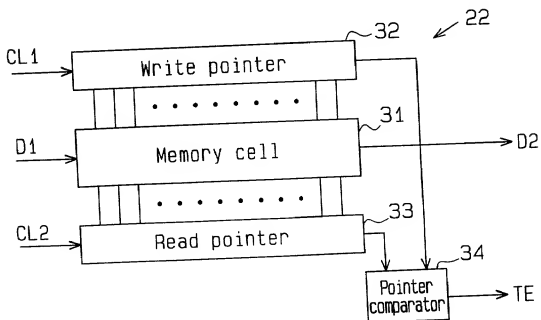 22
32
CL1
Write pointer
31
D1
Memory cell
D2
33
CL2
Read pointer
34
Pointer
comparator
TE